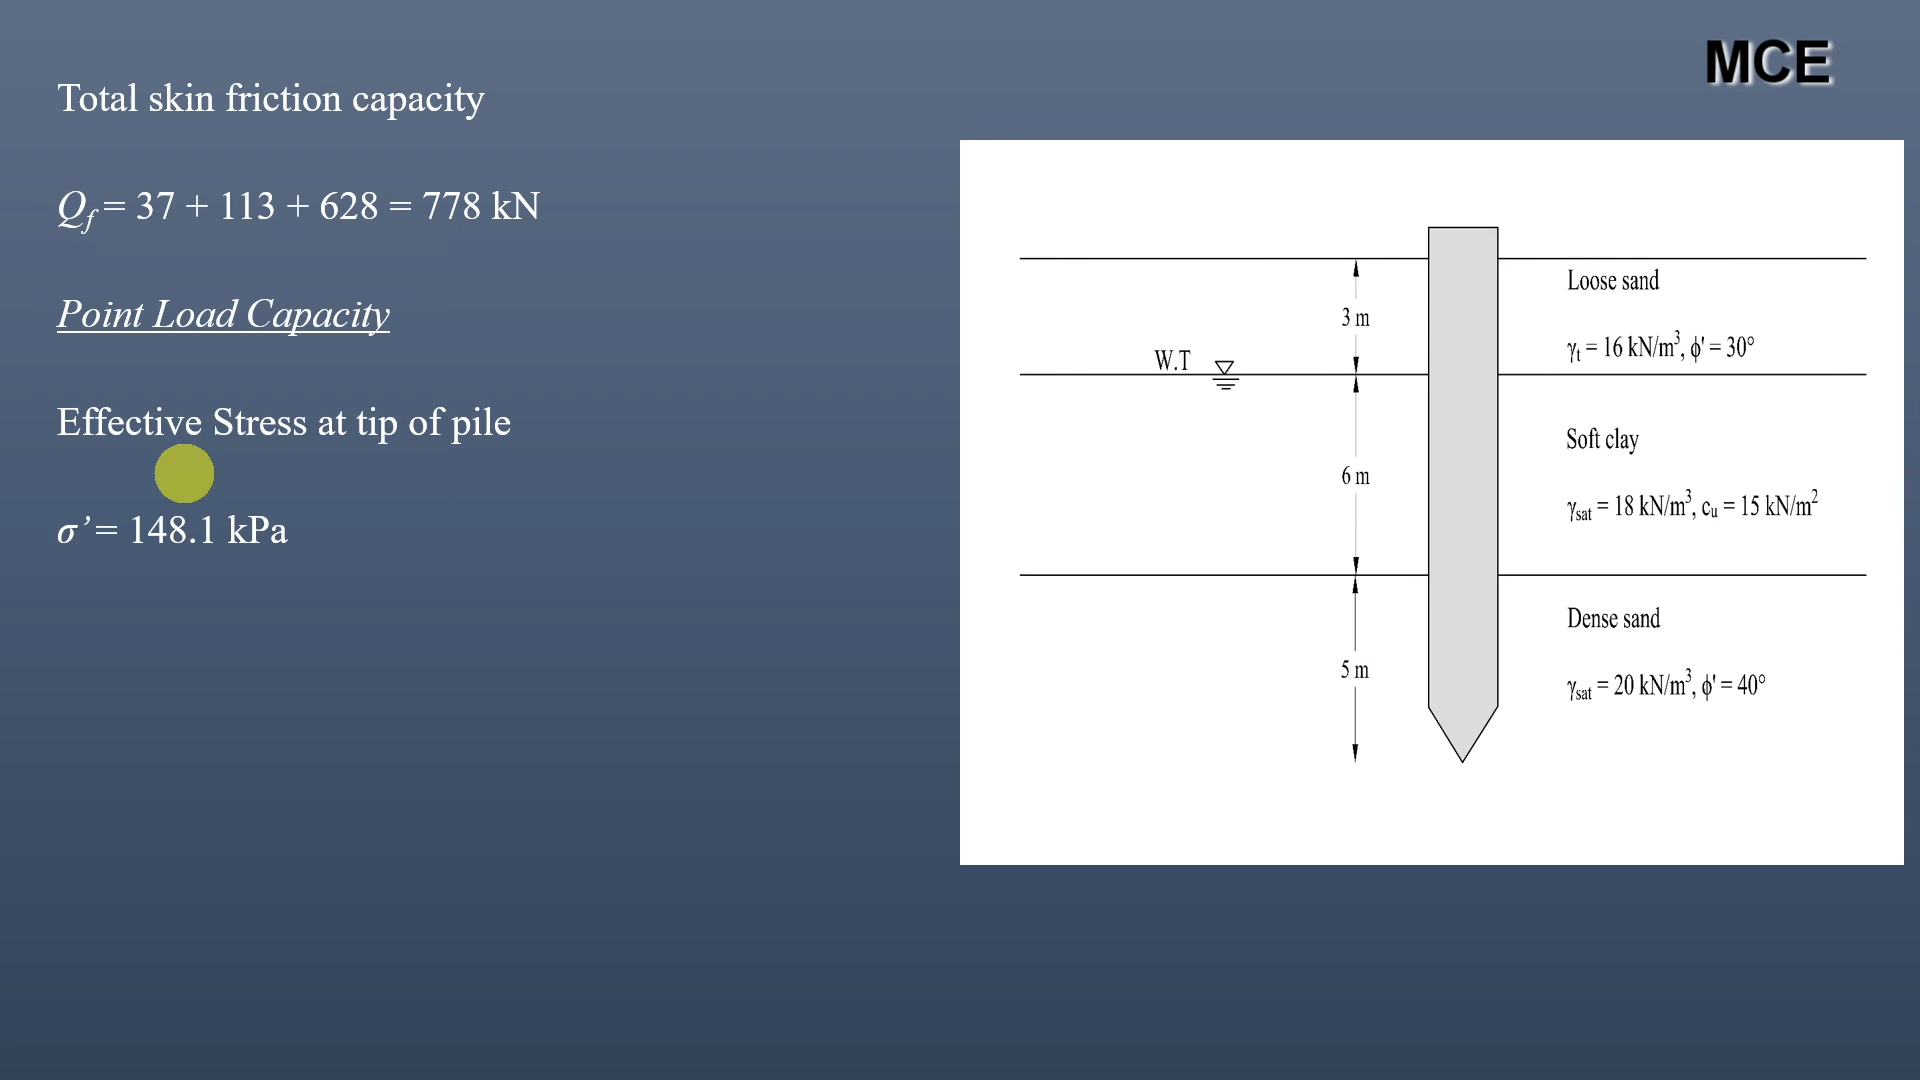 MCE
Total skin friction capacity
Qf = 37 + 113 + 628 = 778 kN
Point Load Capacity
Effective Stress at tip of pile
σ’ = 148.1 kPa
Loose sand
3 m
γt = 16 kN/m³, ϕ' = 30°
W.T
Soft clay
6 m
γsat = 18 kN/m³, cu = 15 kN/m²
Dense sand
5 m
γsat = 20 kN/m³, ϕ' = 40°